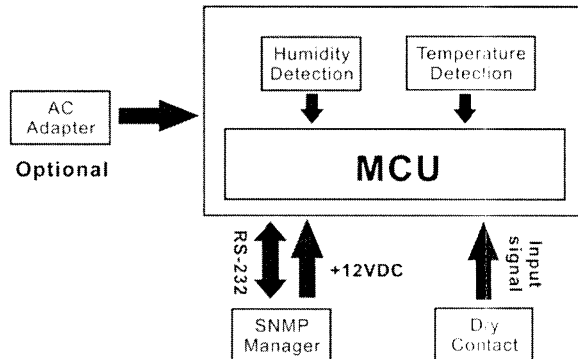 Humidity
Detection
Temperature
Detection
AC
Adapter
Optional
MCU
RS-232
+12VDC
Input
signal
SNMP
Manager
Dry
Contact